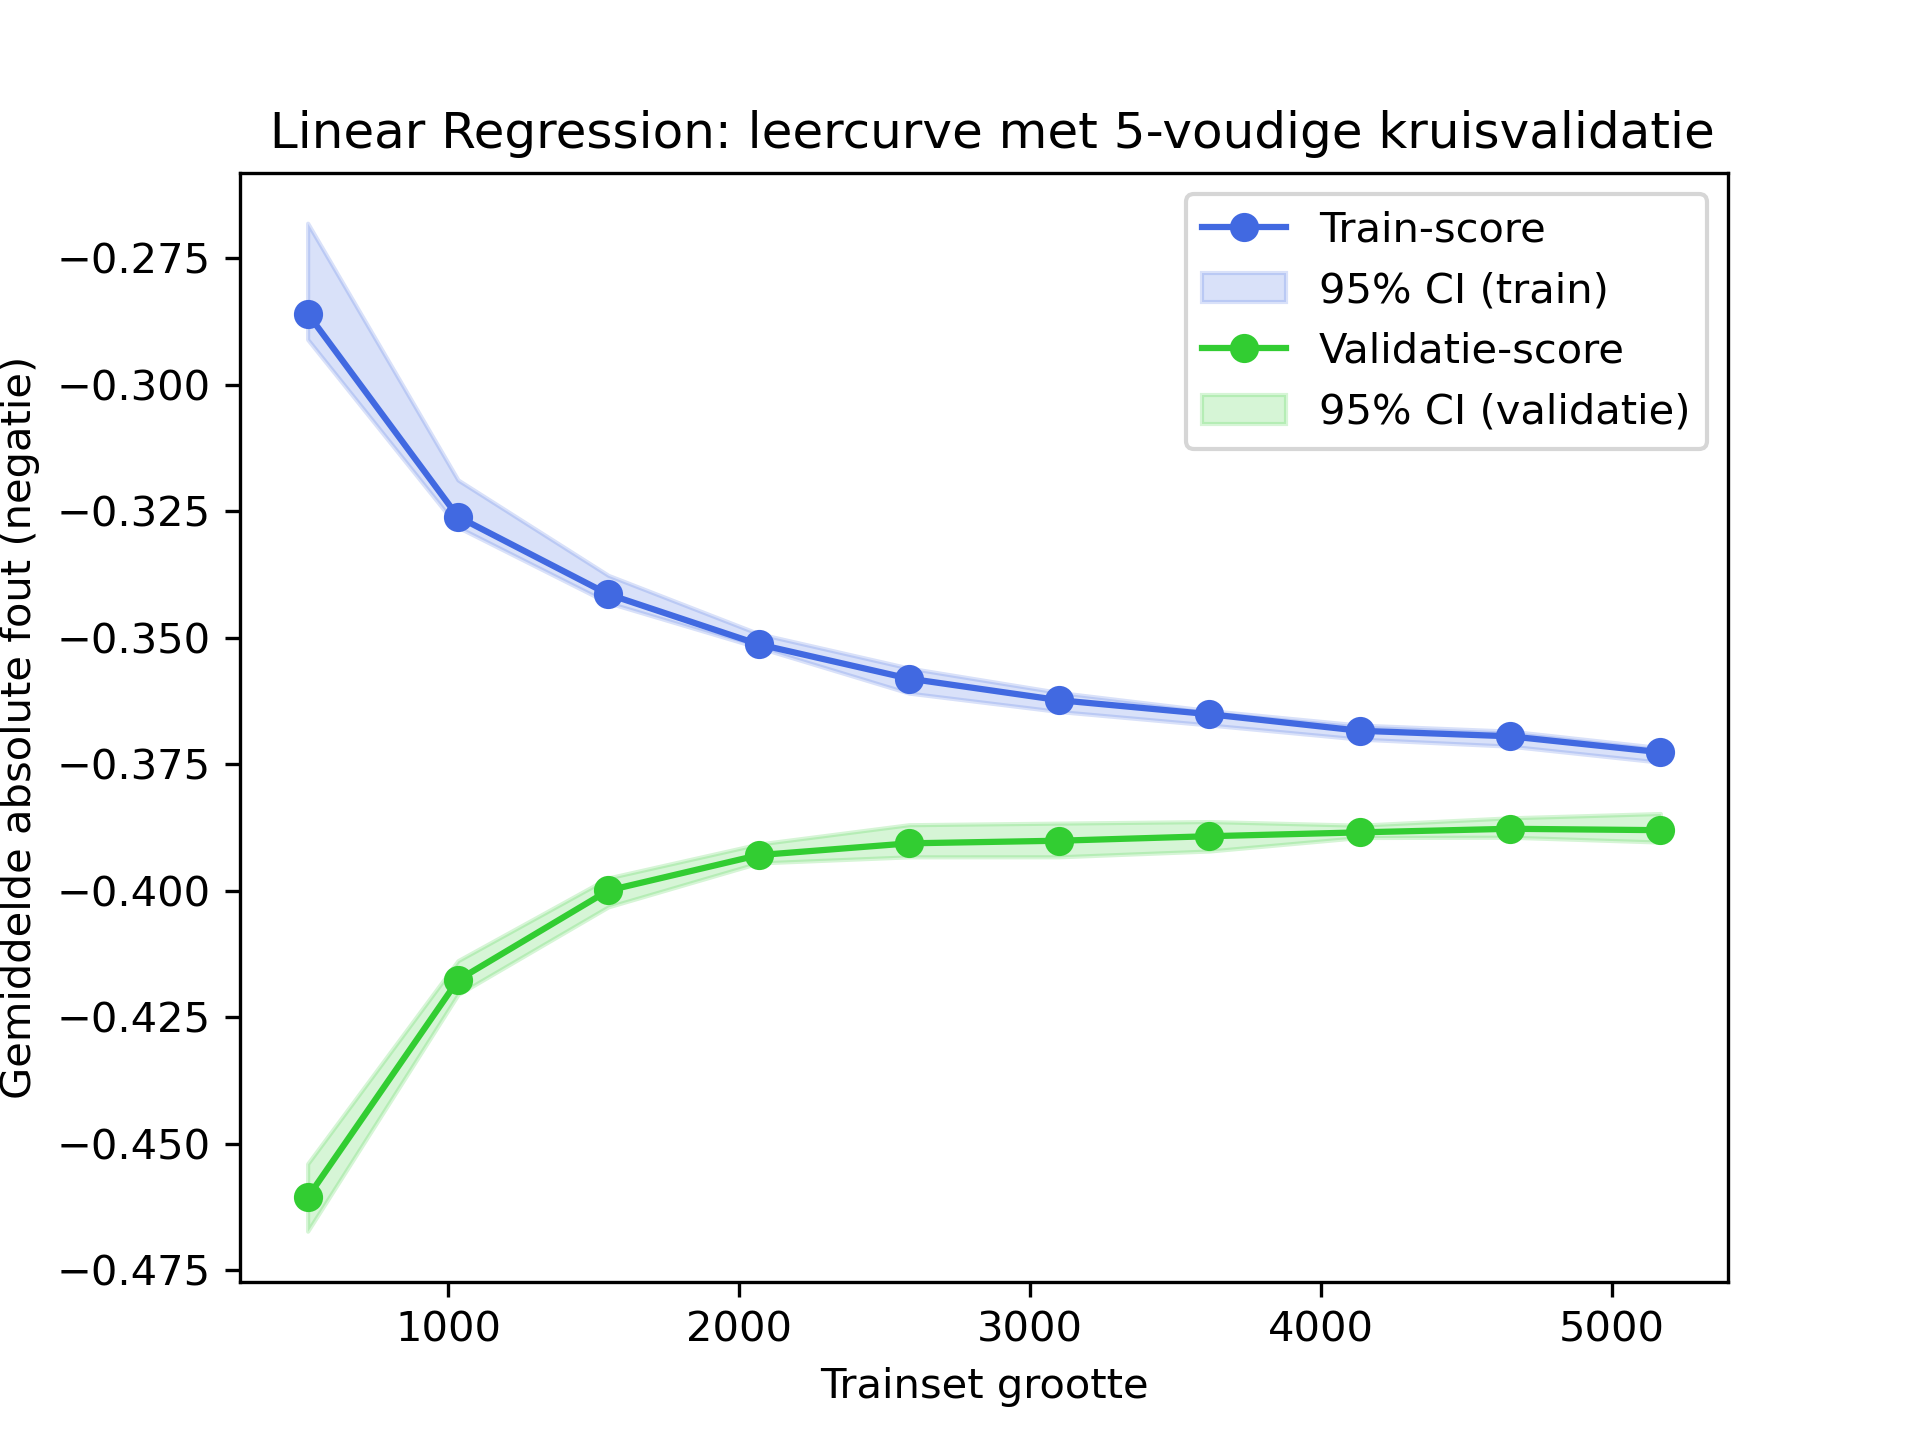 Linear Regression: leercurve met 5-voudige kruisvalidatie
Train-score
95% CI (train)
Validatie-score
95% CI (validatie)
Gemiddelde absolute fout (negatie)
−0.275
−0.300
−0.325
−0.350
−0.375
−0.400
−0.425
−0.450
−0.475
1000 2000 3000 4000 5000
Trainset grootte